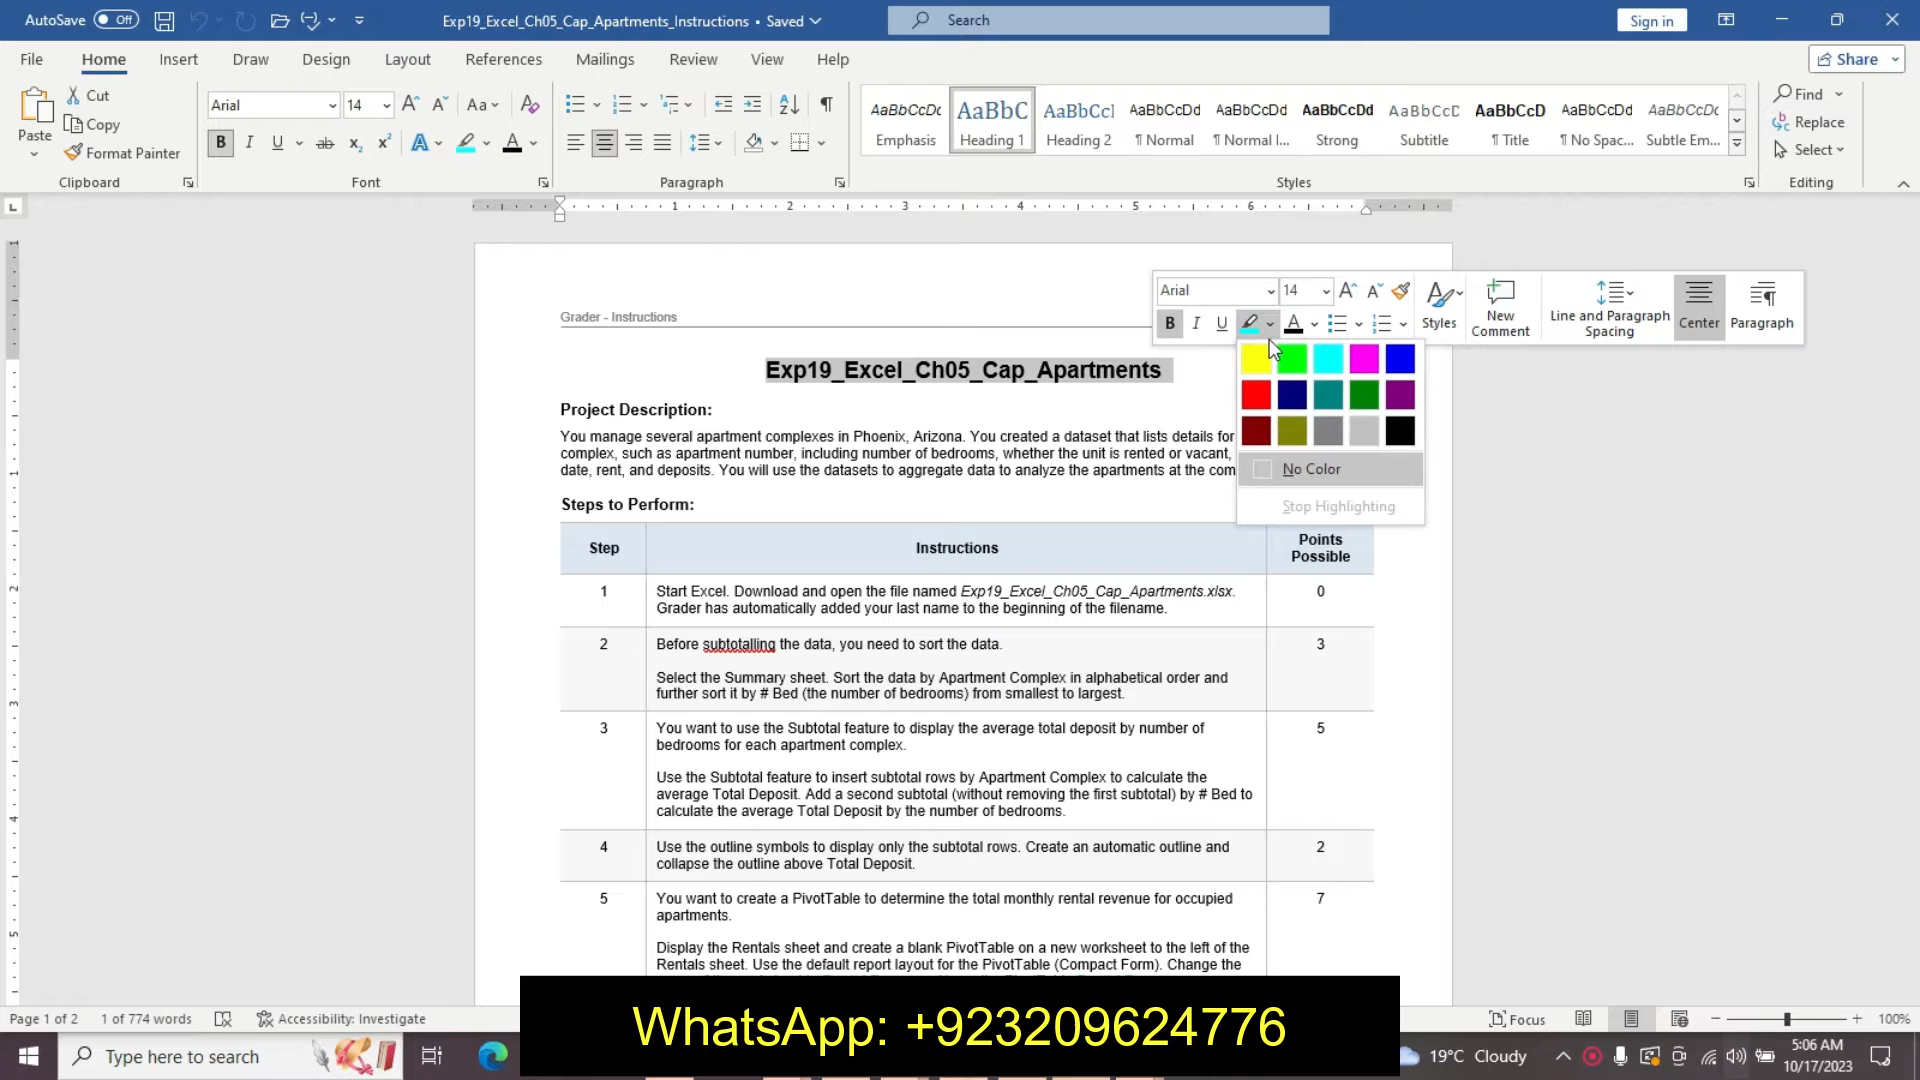 AutoSave Off
Exp19_Excel_Ch05_Cap_Apartments_Instructions • Saved
Search
Sign in
File Home Insert Draw Design Layout References Mailings Review View Help
Share
Paste
Cut
Copy
Format Painter
Clipboard
Arial 14
Aa
B I U ab x₂ x² A A
Font
Paragraph
AaBbCcDc AaBbC AaBbCcl AaBbCcDd AaBbCcDd AaBbCcDd AaBbCcD AaBbCcD AaBbCcDd AaBbCcDc
Emphasis Heading 1 Heading 2 ¶ Normal ¶ Normal I... Strong Subtitle ¶ Title ¶ No Spac... Subtle Em...
Styles
Find
Replace
Select
Editing
1 2 3 4 5 6
Arial 14
B I U A
Styles
New Comment
Line and Paragraph Spacing
Center
Paragraph
No Color
Stop Highlighting
Grader - Instructions
Exp19_Excel_Ch05_Cap_Apartments
Project Description:
You manage several apartment complexes in Phoenix, Arizona. You created a dataset that lists details for
complex, such as apartment number, including number of bedrooms, whether the unit is rented or vacant,
date, rent, and deposits. You will use the datasets to aggregate data to analyze the apartments at the com
Steps to Perform:
Step Instructions Points Possible
1 Start Excel. Download and open the file named Exp19_Excel_Ch05_Cap_Apartments.xlsx. 0
Grader has automatically added your last name to the beginning of the filename.
2 Before subtotalling the data, you need to sort the data. 3
Select the Summary sheet. Sort the data by Apartment Complex in alphabetical order and
further sort it by # Bed (the number of bedrooms) from smallest to largest.
3 You want to use the Subtotal feature to display the average total deposit by number of 5
bedrooms for each apartment complex.
Use the Subtotal feature to insert subtotal rows by Apartment Complex to calculate the
average Total Deposit. Add a second subtotal (without removing the first subtotal) by # Bed to
calculate the average Total Deposit by the number of bedrooms.
4 Use the outline symbols to display only the subtotal rows. Create an automatic outline and 2
collapse the outline above Total Deposit.
5 You want to create a PivotTable to determine the total monthly rental revenue for occupied 7
apartments.
Display the Rentals sheet and create a blank PivotTable on a new worksheet to the left of the
Rentals sheet. Use the default report layout for the PivotTable (Compact Form). Change the
WhatsApp: +923209624776
Page 1 of 2 1 of 774 words Accessibility: Investigate
Focus
100%
Type here to search
19°C Cloudy
5:06 AM
10/17/2023